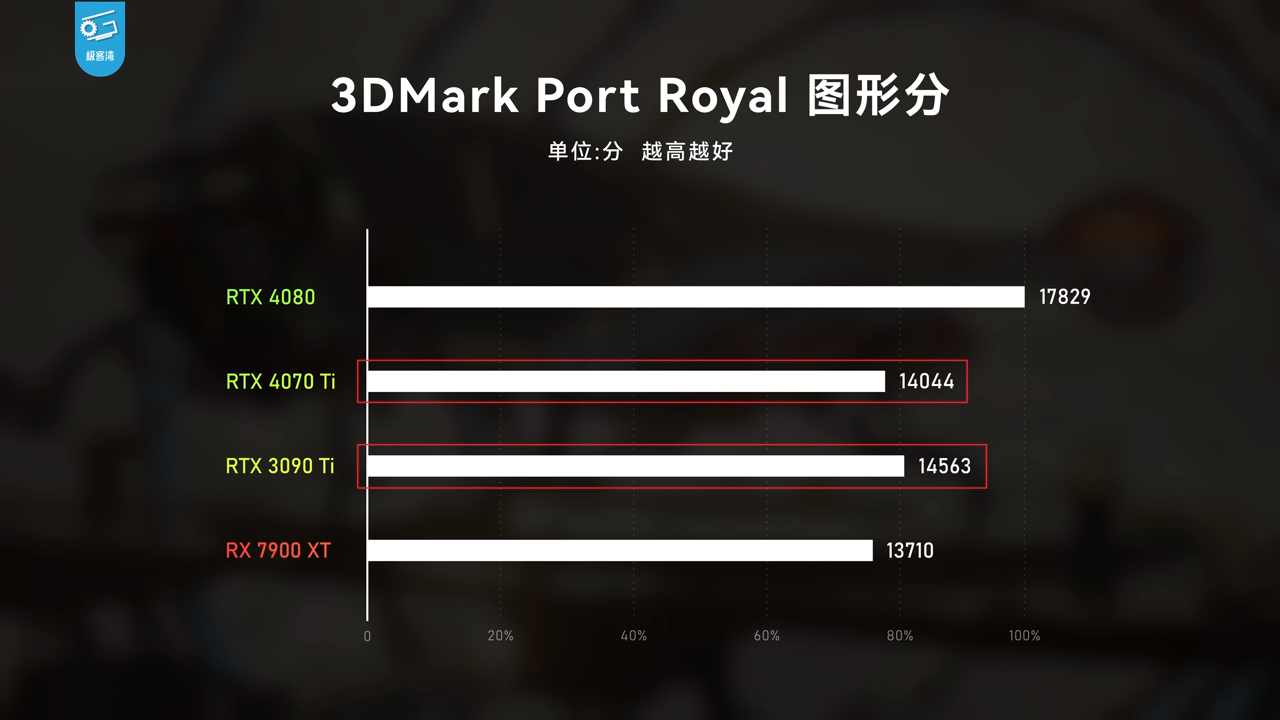 极客湾
3DMark Port Royal 图形分
单位:分 越高越好
RTX 4080 17829
RTX 4070 Ti 14044
RTX 3090 Ti 14563
RX 7900 XT 13710
0 20% 40% 60% 80% 100%